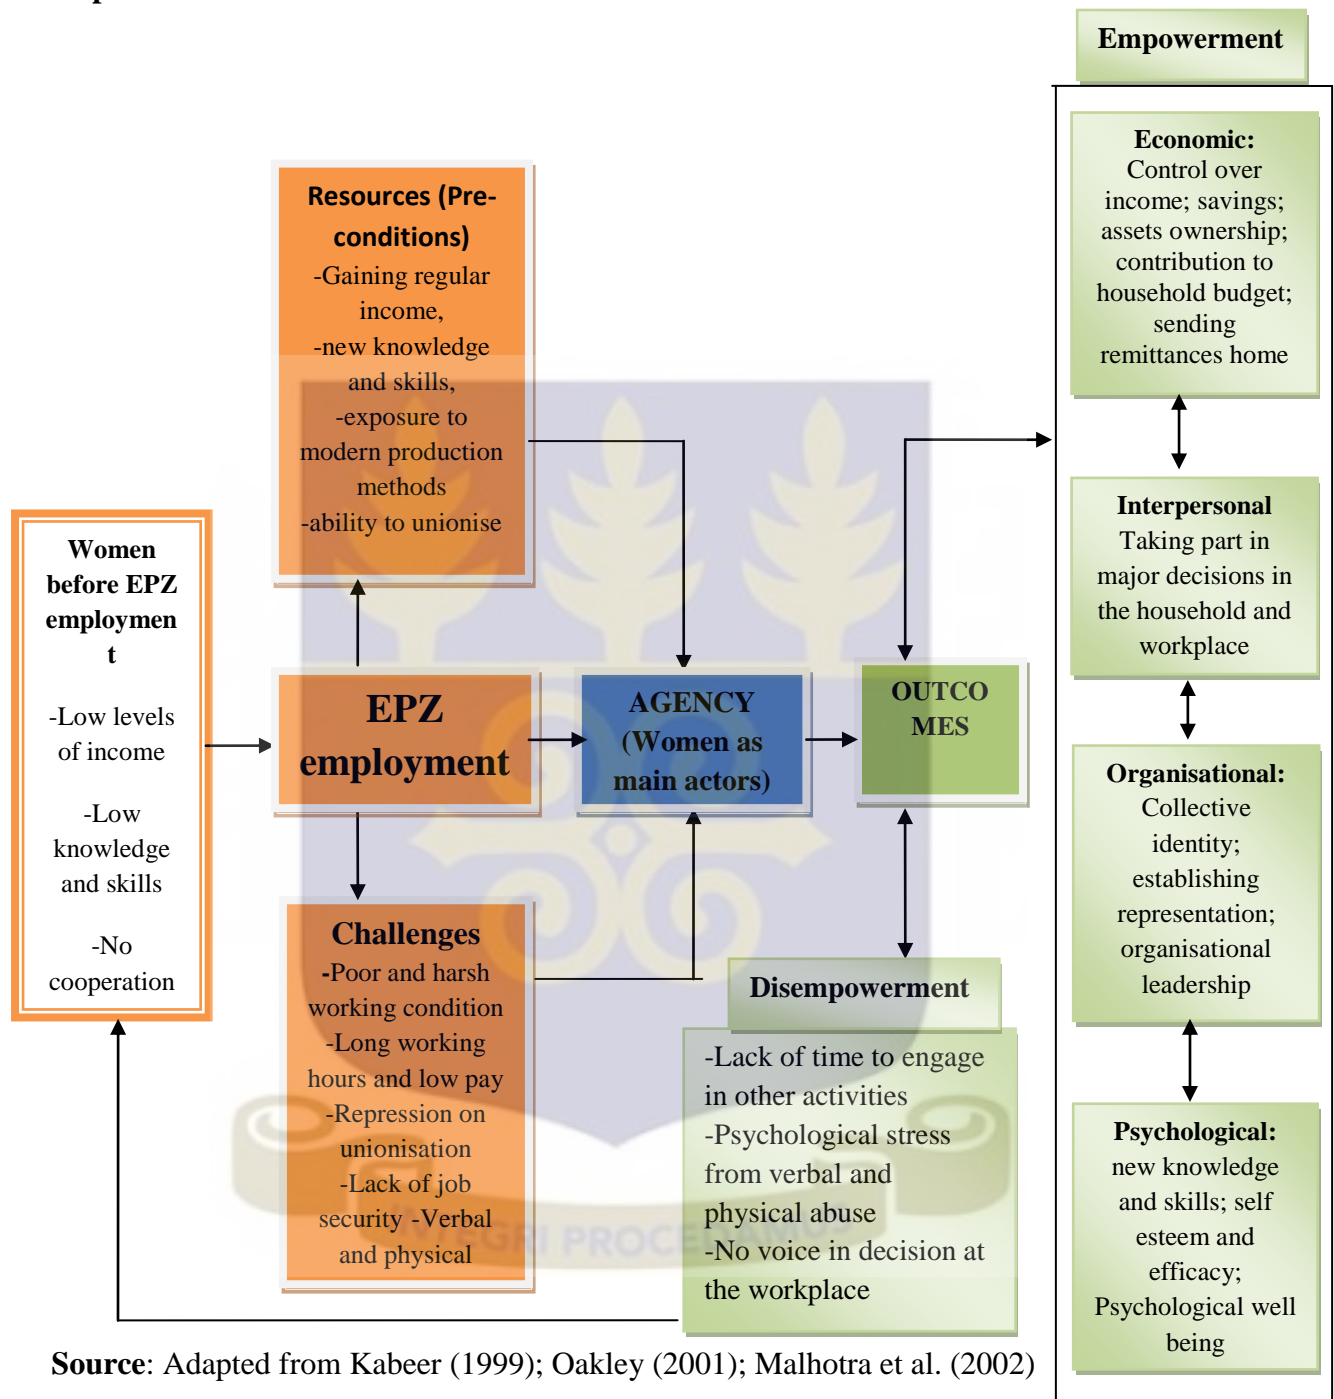 Empowerment
Economic:
Control over
income; savings;
assets ownership;
contribution to
household budget;
sending
remittances home
Interpersonal
Taking part in
major decisions in
the household and
workplace
Organisational:
Collective
identity;
establishing
representation;
organisational
leadership
Psychological:
new knowledge
and skills; self
esteem and
efficacy;
Psychological well
being
Resources (Pre-
conditions)
-Gaining regular
income,
-new knowledge
and skills,
-exposure to
modern production
methods
-ability to unionise
Women
before EPZ
employmen
t
-Low levels
of income
-Low
knowledge
and skills
-No
cooperation
EPZ
employment
AGENCY
(Women as
main actors)
OUTCO
MES
Challenges
-Poor and harsh
working condition
-Long working
hours and low pay
-Repression on
unionisation
-Lack of job
security -Verbal
and physical
Disempowerment
-Lack of time to engage
in other activities
-Psychological stress
from verbal and
physical abuse
-No voice in decision at
the workplace
INTEGRI PROCEDAMUS
Source: Adapted from Kabeer (1999); Oakley (2001); Malhotra et al. (2002)